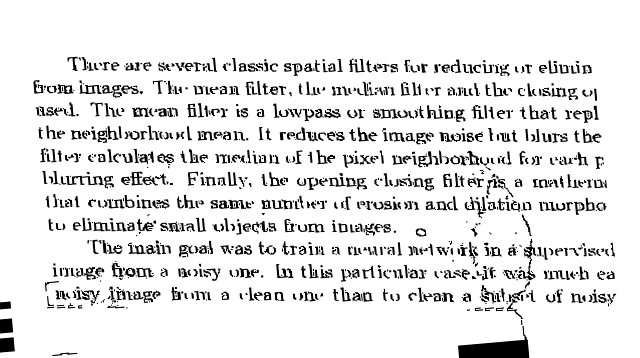 There are several classic spatial filters for reducing or elimin
from images. The mean filter, the median filter and the closing o
used. The mean filter is a lowpass or smoothing filter that repl
the neighborhood mean. It reduces the image noise but blurs the
filter calculates the median of the pixel neighborhood for each p
blurring effect. Finally, the opening closing filter is a mathem
that combines the same number of erosion and dilation morpho
to eliminate small objects from images.
The main goal was to train a neural network in a supervised
image from a noisy one. In this particular case it was much ea
noisy image from a clean one than to clean a subset of noisy